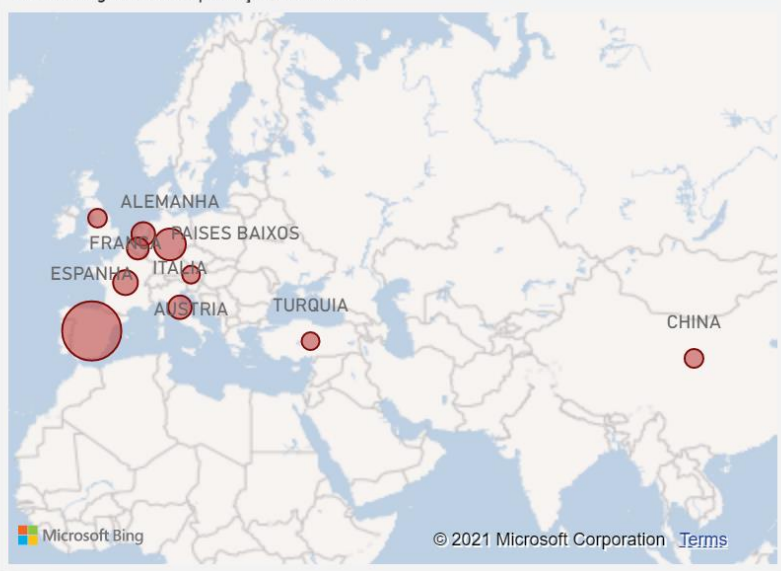 ALEMANHA
PAISES BAIXOS
FRANÇA
ESPANHA
ITALIA
AUSTRIA
TURQUIA
CHINA
Microsoft Bing
© 2021 Microsoft Corporation Terms